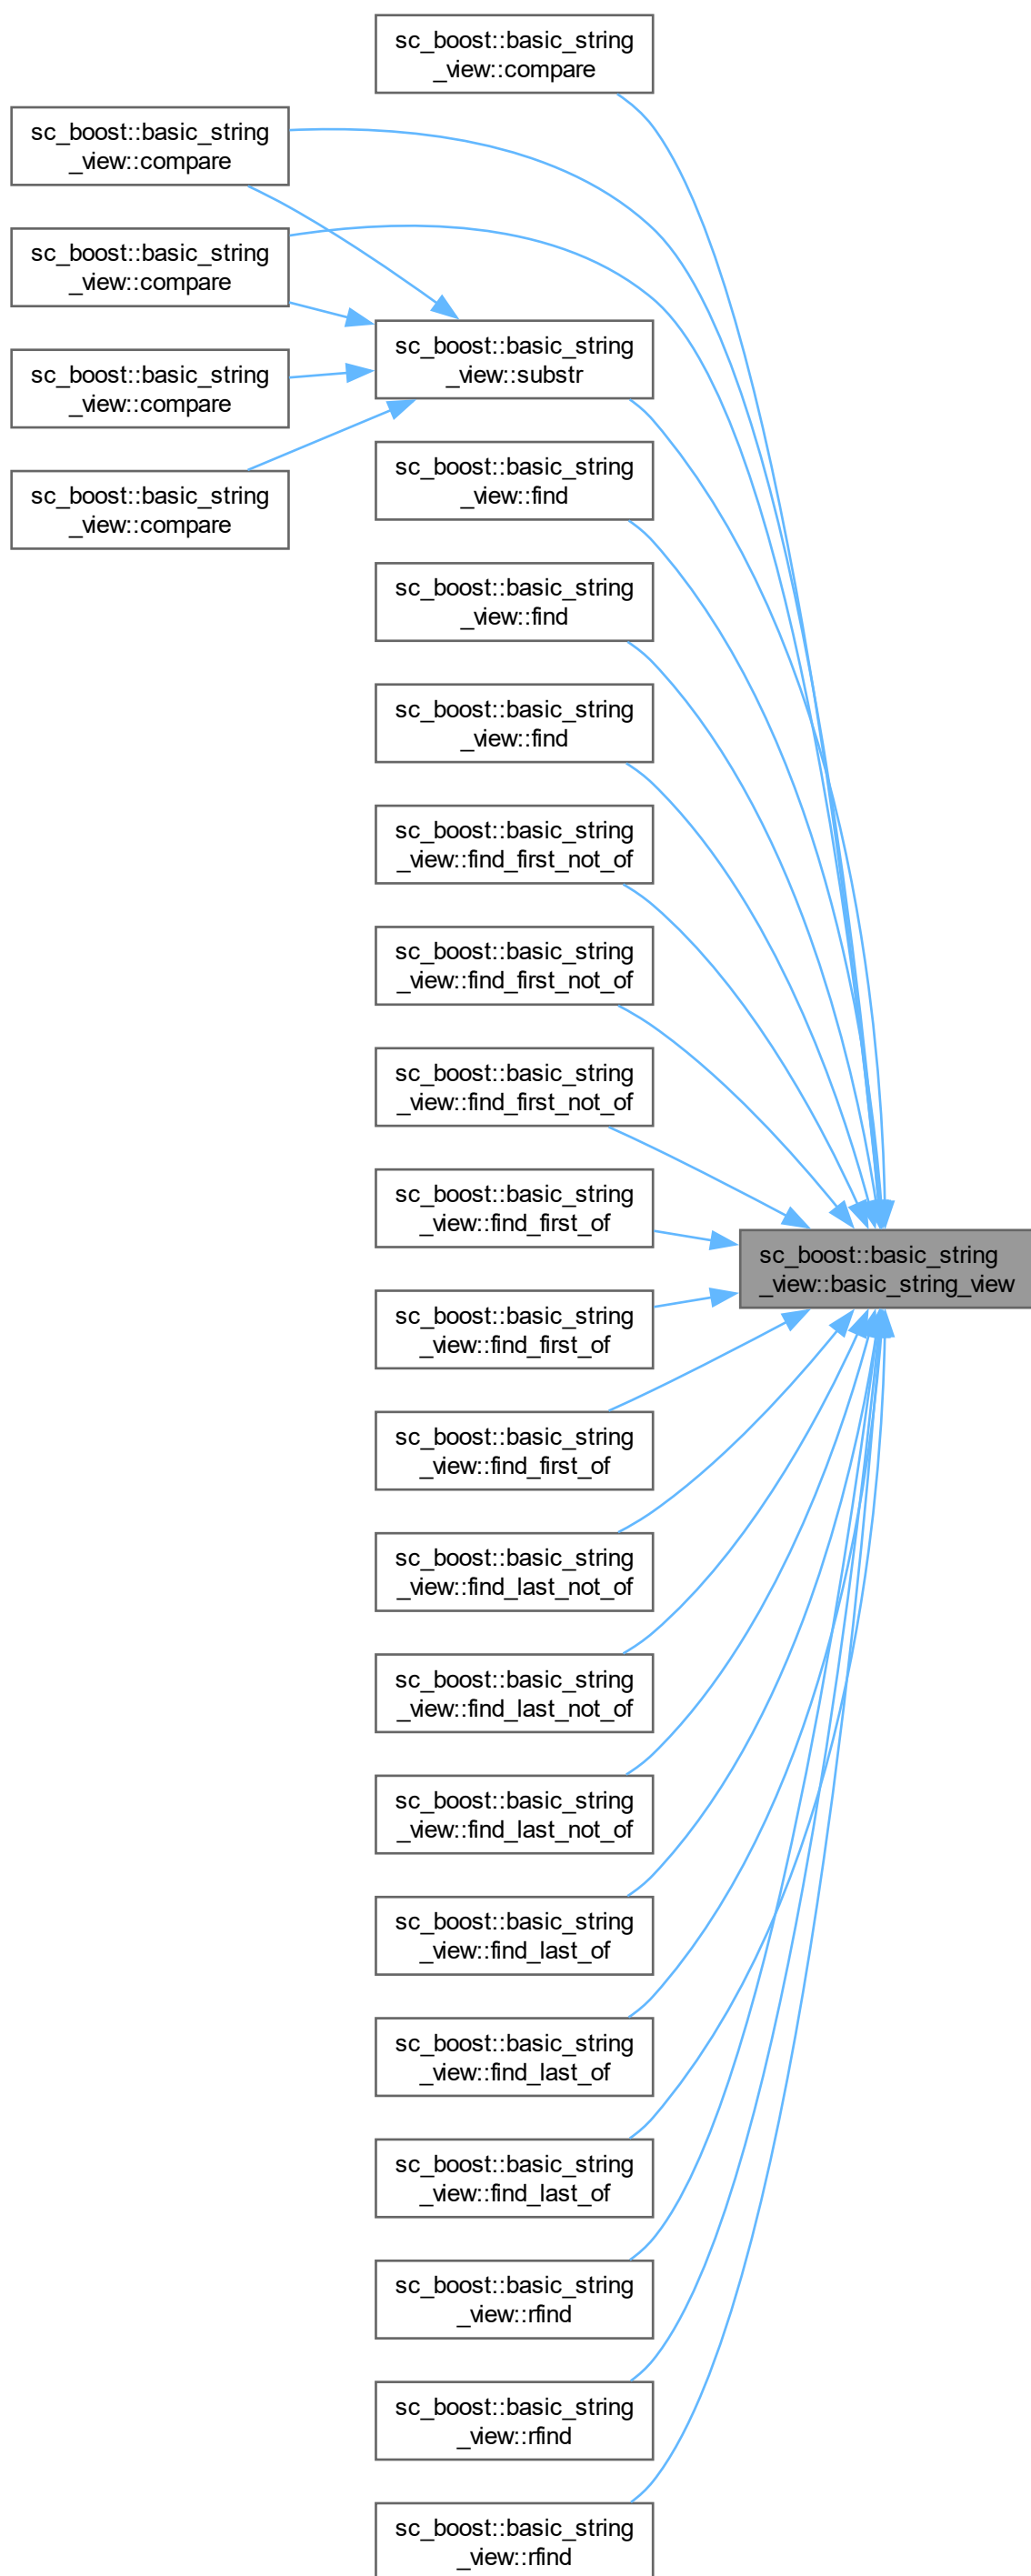 sc_boost::basic_string
_view::compare
sc_boost::basic_string
_view::compare
sc_boost::basic_string
_view::compare
sc_boost::basic_string
_view::substr
sc_boost::basic_string
_view::compare
sc_boost::basic_string
_view::find
sc_boost::basic_string
_view::compare
sc_boost::basic_string
_view::find
sc_boost::basic_string
_view::find
sc_boost::basic_string
_view::find_first_not_of
sc_boost::basic_string
_view::find_first_not_of
sc_boost::basic_string
_view::find_first_not_of
sc_boost::basic_string
_view::find_first_of
sc_boost::basic_string
_view::basic_string_view
sc_boost::basic_string
_view::find_first_of
sc_boost::basic_string
_view::find_first_of
sc_boost::basic_string
_view::find_last_not_of
sc_boost::basic_string
_view::find_last_not_of
sc_boost::basic_string
_view::find_last_not_of
sc_boost::basic_string
_view::find_last_of
sc_boost::basic_string
_view::find_last_of
sc_boost::basic_string
_view::find_last_of
sc_boost::basic_string
_view::rfind
sc_boost::basic_string
_view::rfind
sc_boost::basic_string
_view::rfind